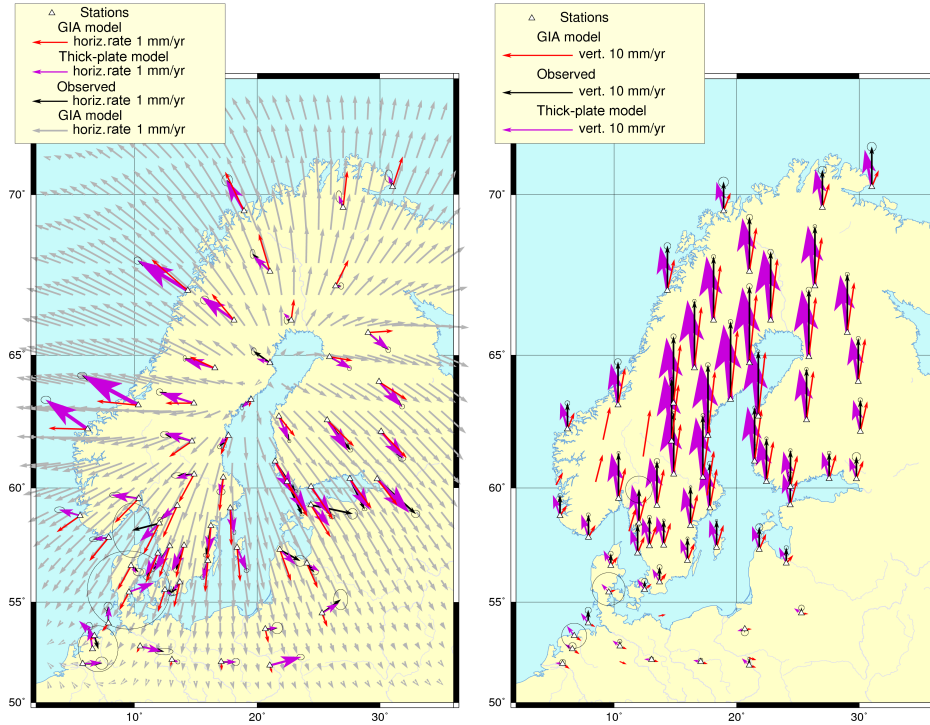 Stations
GIA model
horiz.rate 1 mm/yr
Thick-plate model
horiz.rate 1 mm/yr
Observed
horiz.rate 1 mm/yr
GIA model
horiz.rate 1 mm/yr
70˚
65˚
60˚
55˚
50˚
10˚
20˚
30˚
Stations
GIA model
vert. 10 mm/yr
Observed
vert. 10 mm/yr
Thick-plate model
vert. 10 mm/yr
70˚
65˚
60˚
55˚
50˚
10˚
20˚
30˚